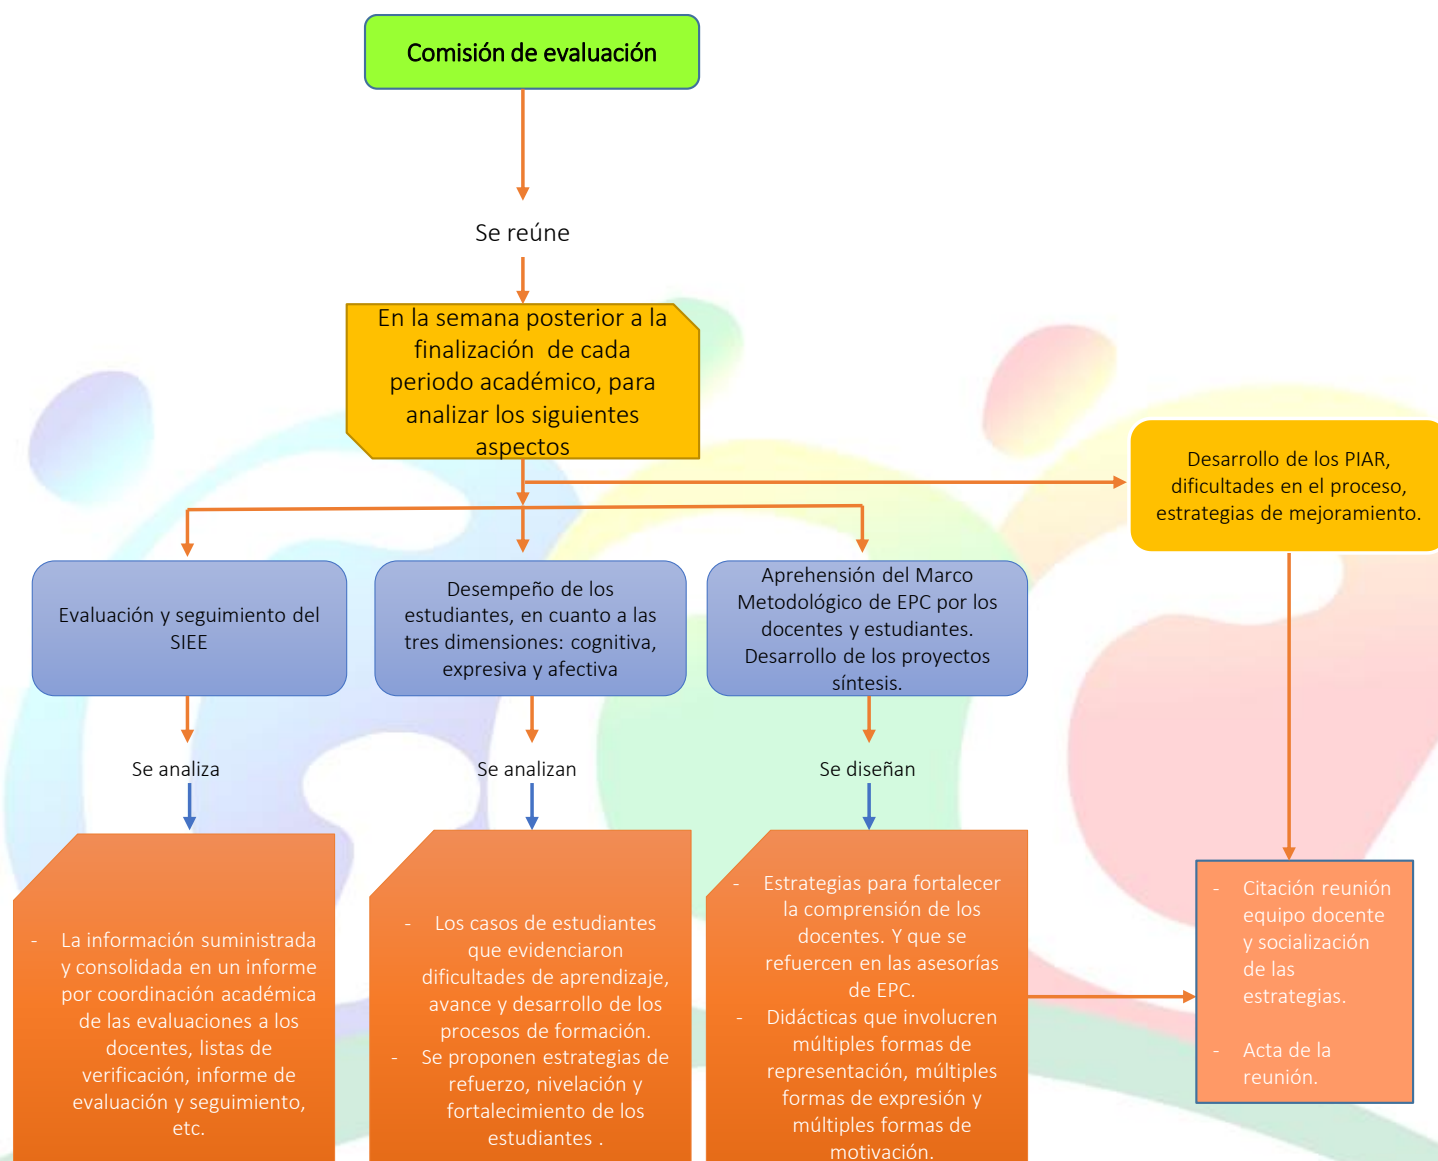 Comisión de evaluación
Se reúne
En la semana posterior a la
finalización de cada
periodo académico, para
analizar los siguientes
aspectos
Desarrollo de los PIAR,
dificultades en el proceso,
estrategias de mejoramiento.
Evaluación y seguimiento del
SIEE
Desempeño de los
estudiantes, en cuanto a las
tres dimensiones: cognitiva,
expresiva y afectiva
Aprehensión del Marco
Metodológico de EPC por los
docentes y estudiantes.
Desarrollo de los proyectos
síntesis.
Se analiza
Se analizan
Se diseñan
- La información suministrada
y consolidada en un informe
por coordinación académica
de las evaluaciones a los
docentes, listas de
verificación, informe de
evaluación y seguimiento,
etc.
- Los casos de estudiantes
que evidenciaron
dificultades de aprendizaje,
avance y desarrollo de los
procesos de formación.
- Se proponen estrategias de
refuerzo, nivelación y
fortalecimiento de los
estudiantes .
- Estrategias para fortalecer
la comprensión de los
docentes. Y que se
refuercen en las asesorías
de EPC.
- Didácticas que involucren
múltiples formas de
representación, múltiples
formas de expresión y
múltiples formas de
motivación.
- Citación reunión
equipo docente
y socialización
de las
estrategias.
- Acta de la
reunión.